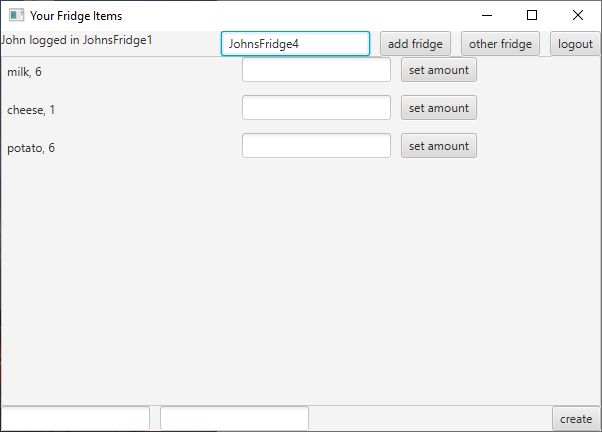 Your Fridge Items
John logged in JohnsFridge1 JohnsFridge4 add fridge other fridge logout
milk, 6 set amount
cheese, 1 set amount
potato, 6 set amount
create